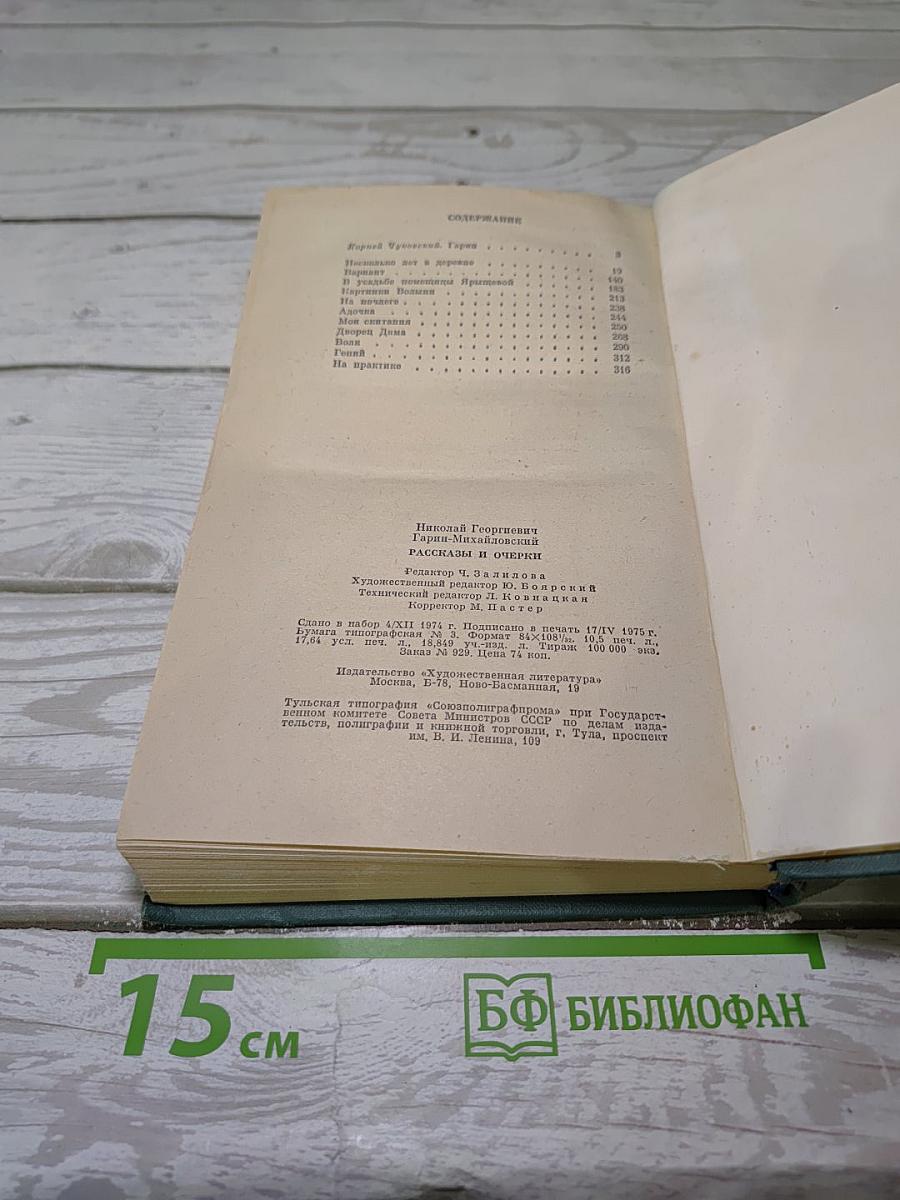 СОДЕРЖАНИЕ
Корней Чуковский. Гарин . . . . . . . 3
Несколько лет в деревне . . . . . . . 19
Вариант . . . . . . . 140
В усадьбе помещицы Ярыщевой . . . . . . . 183
Картинки Волыни . . . . . . . 213
На ночлеге . . . . . . . 238
Адочка . . . . . . . 244
Мои скитания . . . . . . . 250
Дворец Дима . . . . . . . 268
Волк . . . . . . . 290
Гений . . . . . . . 312
На практике . . . . . . . 316
Николай Георгиевич
Гарин-Михайловский
РАССКАЗЫ И ОЧЕРКИ
Редактор Ч. Залилова
Художественный редактор Ю. Боярский
Технический редактор Л. Ковнацкая
Корректор М. Пастер
Сдано в набор 4/XII 1974 г. Подписано в печать 17/IV 1975 г.
Бумага типографская № 3. Формат 84×108¹/₃₂. 10,5 печ. л.,
17,64 усл. печ. л., 18,849 уч.-изд. л. Тираж 100 000 экз.
Заказ № 929. Цена 74 коп.
Издательство «Художественная литература»
Москва, Б-78, Ново-Басманная, 19
Тульская типография «Союзполиграфпрома» при Государст-
венном комитете Совета Министров СССР по делам изда-
тельств, полиграфии и книжной торговли, г. Тула, проспект
им. В. И. Ленина, 109
15 см
БФ БИБЛИОФАН